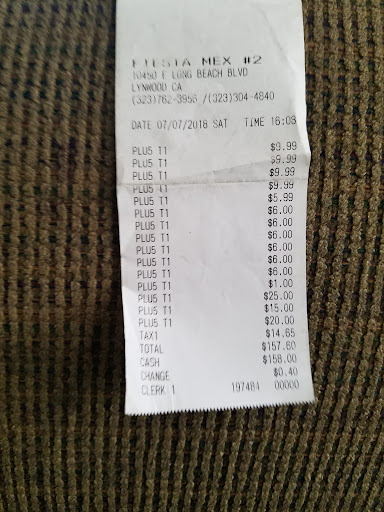 FIESTA MEX #2
10450 E LONG BEACH BLVD
LYNWOOD CA
(323)762-3956 /(323)304-4840
DATE 07/07/2018 SAT TIME
PLU5 T1 $9.99
PLU5 T1 $9.99
PLU5 T1 $9.99
PLU5 T1 $9.99
PLU5 T1 $5.99
PLU5 T1 $6.00
PLU5 T1 $6.00
PLU5 T1 $6.00
PLU5 T1 $6.00
PLU5 T1 $6.00
PLU5 T1 $6.00
PLU5 T1 $1.00
PLU5 T1 $25.00
PLU5 T1 $15.00
PLU5 T1 $20.00
TAX1 $14.65
TOTAL $157.60
CASH $158.00
CHANGE $0.40
CLERK 1 197484 00000